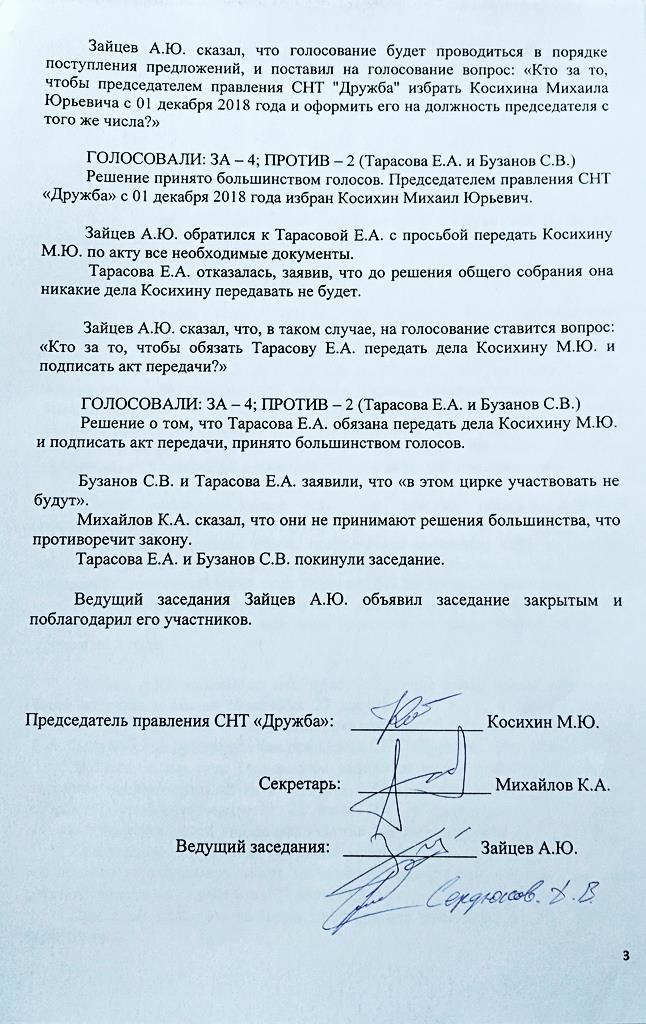 Зайцев А.Ю. сказал, что голосование будет проводиться в порядке
поступления предложений, и поставил на голосование вопрос: «Кто за то,
чтобы председателем правления СНТ "Дружба" избрать Косихина Михаила
Юрьевича с 01 декабря 2018 года и оформить его на должность председателя с
того же числа?»
ГОЛОСОВАЛИ: ЗА – 4; ПРОТИВ – 2 (Тарасова Е.А. и Бузанов С.В.)
Решение принято большинством голосов. Председателем правления СНТ
«Дружба» с 01 декабря 2018 года избран Косихин Михаил Юрьевич.
Зайцев А.Ю. обратился к Тарасовой Е.А. с просьбой передать Косихину
М.Ю. по акту все необходимые документы.
Тарасова Е.А. отказалась, заявив, что до решения общего собрания она
никакие дела Косихину передавать не будет.
Зайцев А.Ю. сказал, что, в таком случае, на голосование ставится вопрос:
«Кто за то, чтобы обязать Тарасову Е.А. передать дела Косихину М.Ю. и
подписать акт передачи?»
ГОЛОСОВАЛИ: ЗА – 4; ПРОТИВ – 2 (Тарасова Е.А. и Бузанов С.В.)
Решение о том, что Тарасова Е.А. обязана передать дела Косихину М.Ю.
и подписать акт передачи, принято большинством голосов.
Бузанов С.В. и Тарасова Е.А. заявили, что «в этом цирке участвовать не
будут».
Михайлов К.А. сказал, что они не принимают решения большинства, что
противоречит закону.
Тарасова Е.А. и Бузанов С.В. покинули заседание.
Ведущий заседания Зайцев А.Ю. объявил заседание закрытым и
поблагодарил его участников.
Председатель правления СНТ «Дружба»: Косихин М.Ю.
Секретарь: Михайлов К.А.
Ведущий заседания: Зайцев А.Ю.
Сердюков. Д.В.
3